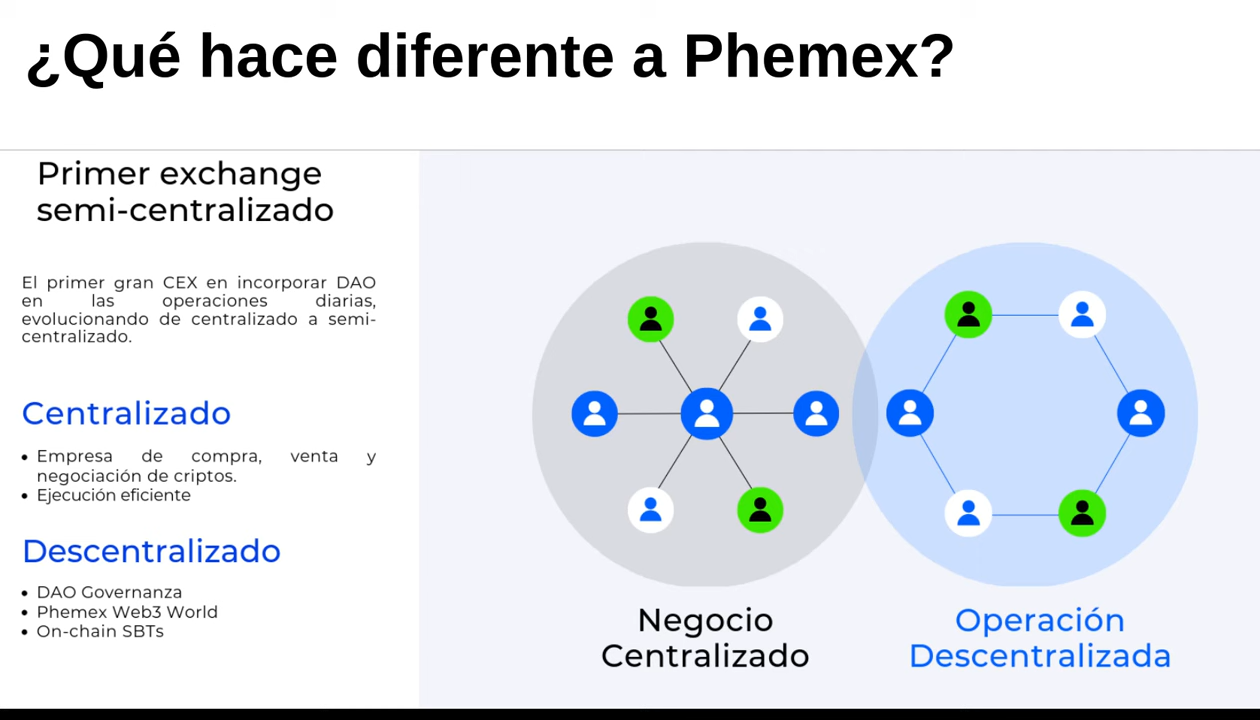 ¿Qué hace diferente a Phemex?
Primer exchange
semi-centralizado
El primer gran CEX en incorporar DAO
en las operaciones diarias,
evolucionando de centralizado a semi-
centralizado.
Centralizado
• Empresa de compra, venta y
negociación de criptos.
• Ejecución eficiente
Descentralizado
• DAO Governanza
• Phemex Web3 World
• On-chain SBTs
Negocio
Centralizado
Operación
Descentralizada